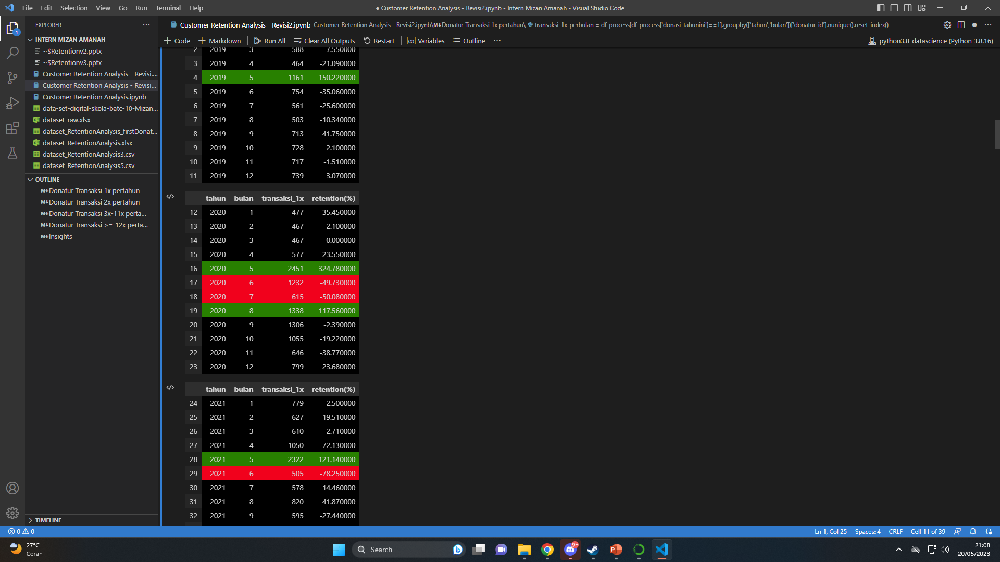 File Edit Selection View Go Run Terminal Help
● Customer Retention Analysis - Revisi2.ipynb - Intern Mizan Amanah - Visual Studio Code
EXPLORER
Customer Retention Analysis - Revisi2.ipynb Customer Retention Analysis - Revisi2.ipynb\M↓Donatur Transaksi 1x pertahun\ transaksi_1x_perbulan = df_process[df_process['donasi_tahunini']==1].groupby(['tahun','bulan'])['donatur_id'].nunique().reset_index()
+ Code + Markdown Run All Clear All Outputs Restart Variables Outline ... python3.8-datascience (Python 3.8.16)
1
INTERN MIZAN AMANAH
~$Retentionv2.pptx
~$Retentionv3.pptx
Customer Retention Analysis - Revisi....
Customer Retention Analysis - Revisi...
Customer Retention Analysis.ipynb
data-set-digital-skola-batc-10-Mizan...
dataset_raw.xlsx
dataset_RetentionAnalysis_firstDonat...
dataset_RetentionAnalysis.xlsx
dataset_RetentionAnalysis3.csv
dataset_RetentionAnalysis5.csv
OUTLINE
M↓Donatur Transaksi 1x pertahun
M↓Donatur Transaksi 2x pertahun
M↓Donatur Transaksi 3x-11x perta...
M↓Donatur Transaksi >= 12x perta...
M↓Insights
TIMELINE
2 2019 3 588 -7.550000
3 2019 4 464 -21.090000
4 2019 5 1161 150.220000
5 2019 6 754 -35.060000
6 2019 7 561 -25.600000
7 2019 8 503 -10.340000
8 2019 9 713 41.750000
9 2019 10 728 2.100000
10 2019 11 717 -1.510000
11 2019 12 739 3.070000
tahun bulan transaksi_1x retention(%)
12 2020 1 477 -35.450000
13 2020 2 467 -2.100000
14 2020 3 467 0.000000
15 2020 4 577 23.550000
16 2020 5 2451 324.780000
17 2020 6 1232 -49.730000
18 2020 7 615 -50.080000
19 2020 8 1338 117.560000
20 2020 9 1306 -2.390000
21 2020 10 1055 -19.220000
22 2020 11 646 -38.770000
23 2020 12 799 23.680000
tahun bulan transaksi_1x retention(%)
24 2021 1 779 -2.500000
25 2021 2 627 -19.510000
26 2021 3 610 -2.710000
27 2021 4 1050 72.130000
28 2021 5 2322 121.140000
29 2021 6 505 -78.250000
30 2021 7 578 14.460000
31 2021 8 820 41.870000
32 2021 9 595 -27.440000
0 0 Ln 1, Col 25 Spaces: 4 CRLF Cell 11 of 39
27°C
Cerah
Search
9+
21:08
20/05/2023